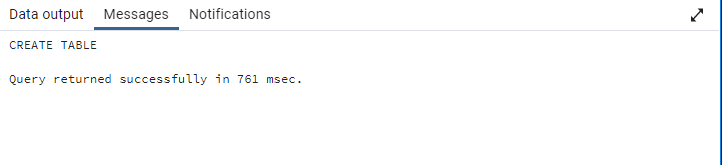 Data output Messages Notifications
CREATE TABLE
Query returned successfully in 761 msec.